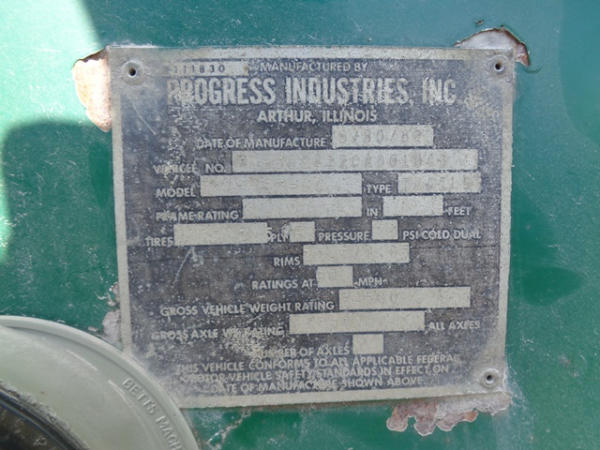 MANUFACTURED BY
PROGRESS INDUSTRIES, INC
ARTHUR, ILLINOIS
DATE OF MANUFACTURE
VEHICLE NO.
MODEL TYPE
FRAME RATING IN FEET
TIRES PLY PRESSURE PSI COLD DUAL
RIMS
RATINGS AT MPH
GROSS VEHICLE WEIGHT RATING
GROSS AXLE WT. RATING ALL AXLES
NUMBER OF AXLES
THIS VEHICLE CONFORMS TO ALL APPLICABLE FEDERAL
MOTOR VEHICLE SAFETY STANDARDS IN EFFECT ON
DATE OF MANUFACTURE SHOWN ABOVE
BETTS MACH